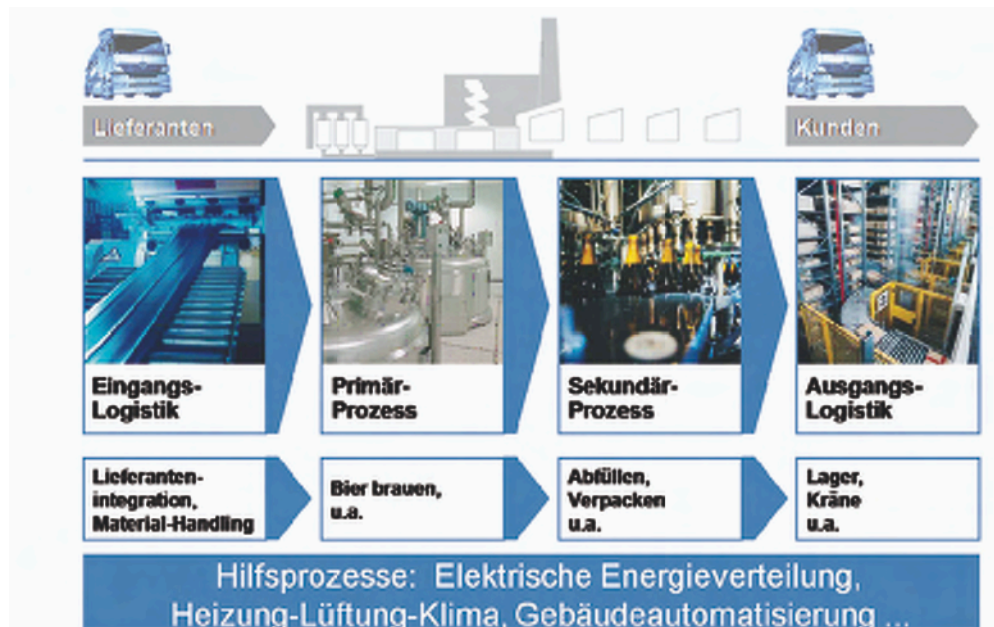 Lieferanten
Kunden
Eingangs-
Logistik
Primär-
Prozess
Sekundär-
Prozess
Ausgangs-
Logistik
Lieferanten-
integration,
Material-Handling
Bier brauen,
u.a.
Abfüllen,
Verpacken
u.a.
Lager,
Kräne
u.a.
Hilfsprozesse: Elektrische Energieverteilung,
Heizung-Lüftung-Klima, Gebäudeautomatisierung ...